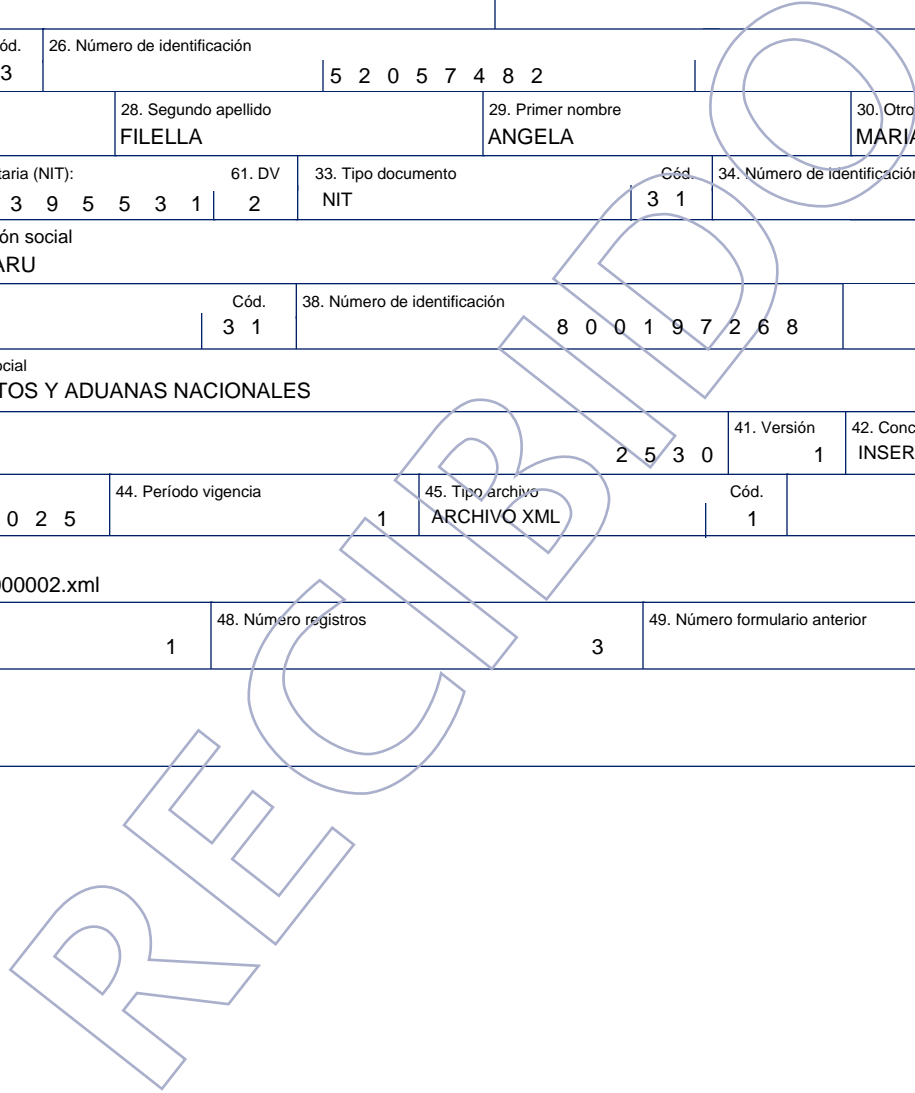 ód. 26. Número de identificación
3 5 2 0 5 7 4 8 2
28. Segundo apellido 29. Primer nombre 30. Otro
FILELLA ANGELA MARIA
taria (NIT): 61. DV 33. Tipo documento Cód. 34. Número de identificación
3 9 5 5 3 1 2 NIT 3 1
ón social
ARU
Cód. 38. Número de identificación
3 1 8 0 0 1 9 7 2 6 8
ocial
TOS Y ADUANAS NACIONALES
41. Versión 42. Conc
2 5 3 0 1 INSER
44. Período vigencia 45. Tipo archivo Cód.
0 2 5 1 ARCHIVO XML 1
000002.xml
48. Número registros 49. Número formulario anterior
1 3
RECIBIDO